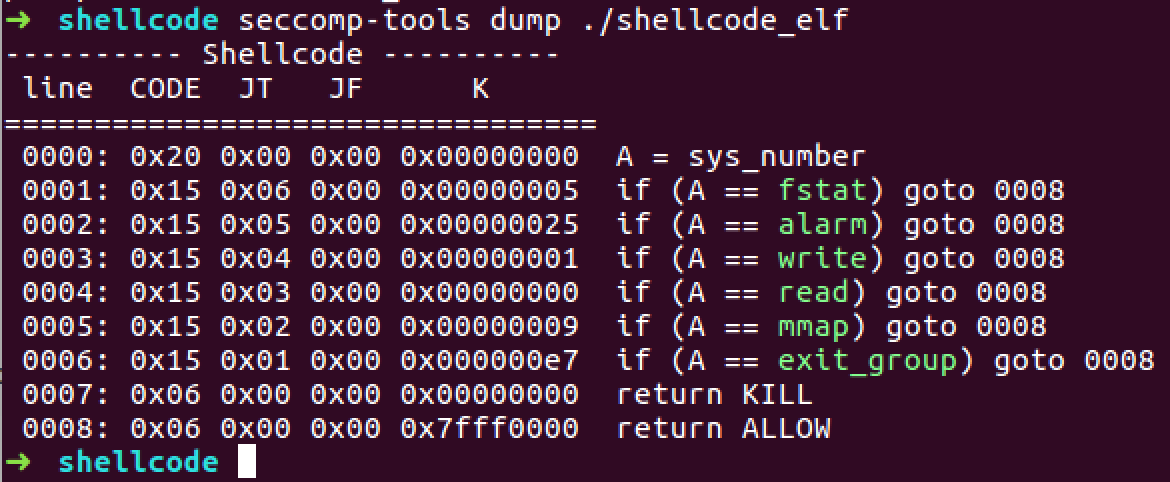 → shellcode seccomp-tools dump ./shellcode_elf
---------- Shellcode ----------
line CODE JT JF K
=================================
0000: 0x20 0x00 0x00 0x00000000 A = sys_number
0001: 0x15 0x06 0x00 0x00000005 if (A == fstat) goto 0008
0002: 0x15 0x05 0x00 0x00000025 if (A == alarm) goto 0008
0003: 0x15 0x04 0x00 0x00000001 if (A == write) goto 0008
0004: 0x15 0x03 0x00 0x00000000 if (A == read) goto 0008
0005: 0x15 0x02 0x00 0x00000009 if (A == mmap) goto 0008
0006: 0x15 0x01 0x00 0x000000e7 if (A == exit_group) goto 0008
0007: 0x06 0x00 0x00 0x00000000 return KILL
0008: 0x06 0x00 0x00 0x7fff0000 return ALLOW
→ shellcode